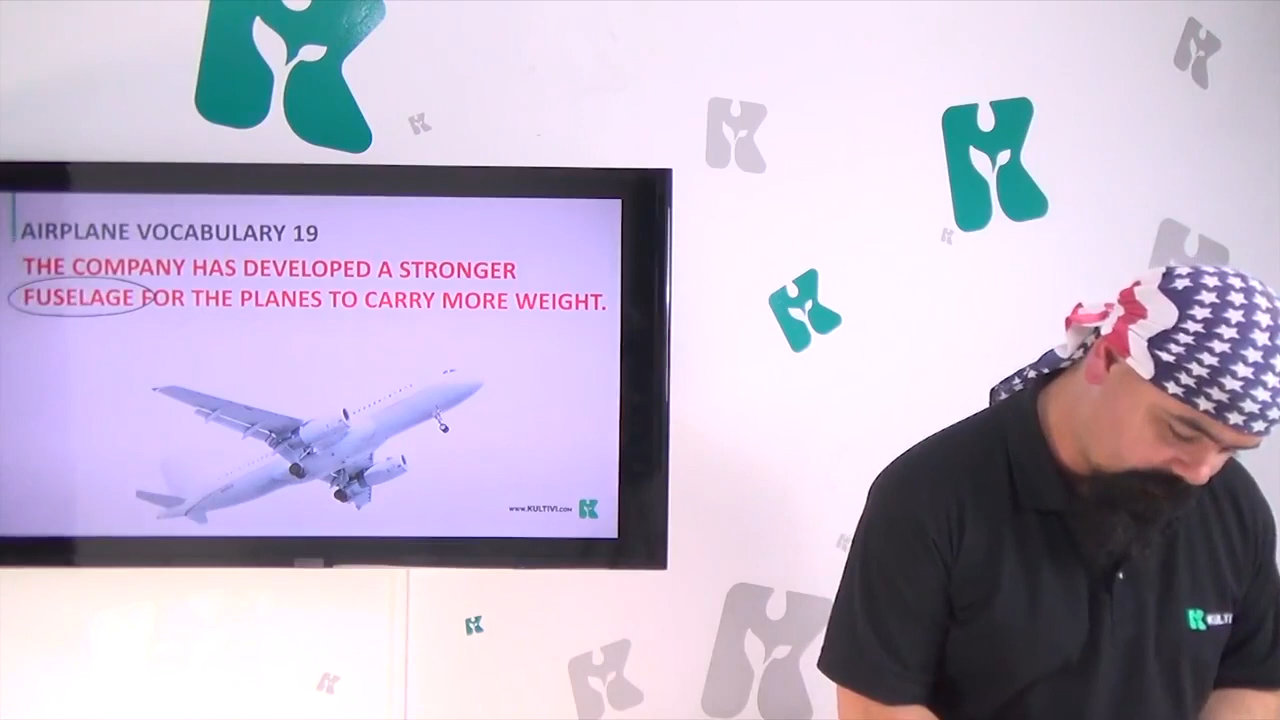 AIRPLANE VOCABULARY 19
THE COMPANY HAS DEVELOPED A STRONGER
FUSELAGE FOR THE PLANES TO CARRY MORE WEIGHT.
www.KULTIVI.COM